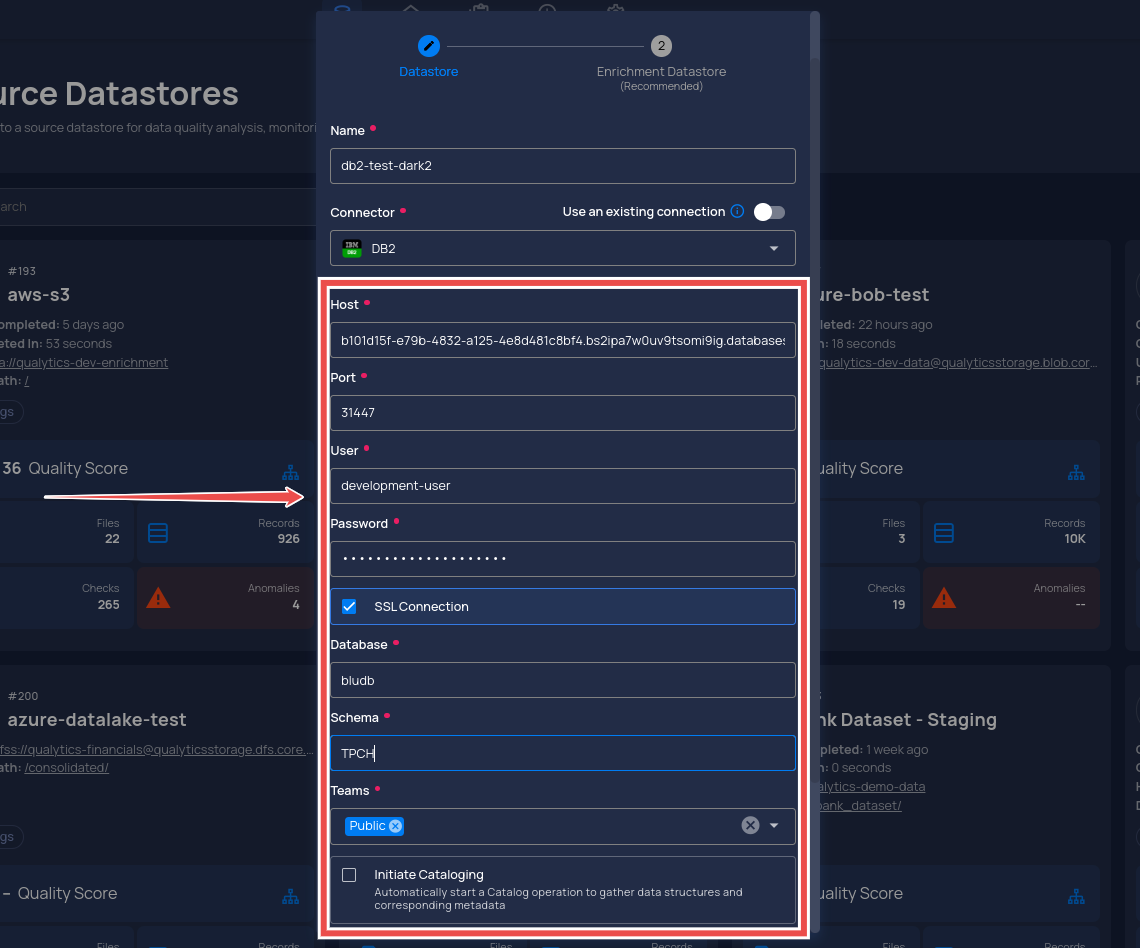 2
Datastore
Enrichment Datastore
(Recommended)
urce Datastores
to a source datastore for data quality analysis, monitori
Name
db2-test-dark2
arch
Connector
Use an existing connection
IBM
DB2
DB2
#193
aws-s3
ompleted: 5 days ago
eted In: 53 seconds
a://qualytics-dev-enrichment
ath: /
gs
36 Quality Score
Files
22
Records
926
Checks
265
Anomalies
4
#200
azure-datalake-test
fss://qualytics-financials@qualyticsstorage.dfs.core....
ath: /consolidated/
gs
– Quality Score
Files
Records
Host
b101d15f-e79b-4832-a125-4e8d481c8bf4.bs2ipa7w0uv9tsomi9ig.databases
Port
31447
User
development-user
Password
SSL Connection
Database
bludb
Schema
TPCH
Teams
Public
Initiate Cataloging
Automatically start a Catalog operation to gather data structures and
corresponding metadata
Files
Records
ure-bob-test
leted: 22 hours ago
n: 18 seconds
qualytics-dev-data@qualyticsstorage.blob.cor...
uality Score
Files
3
Records
10K
Checks
19
Anomalies
--
nk Dataset - Staging
pleted: 1 week ago
n: 0 seconds
alytics-demo-data
bank_dataset/
uality Score
Files
Records